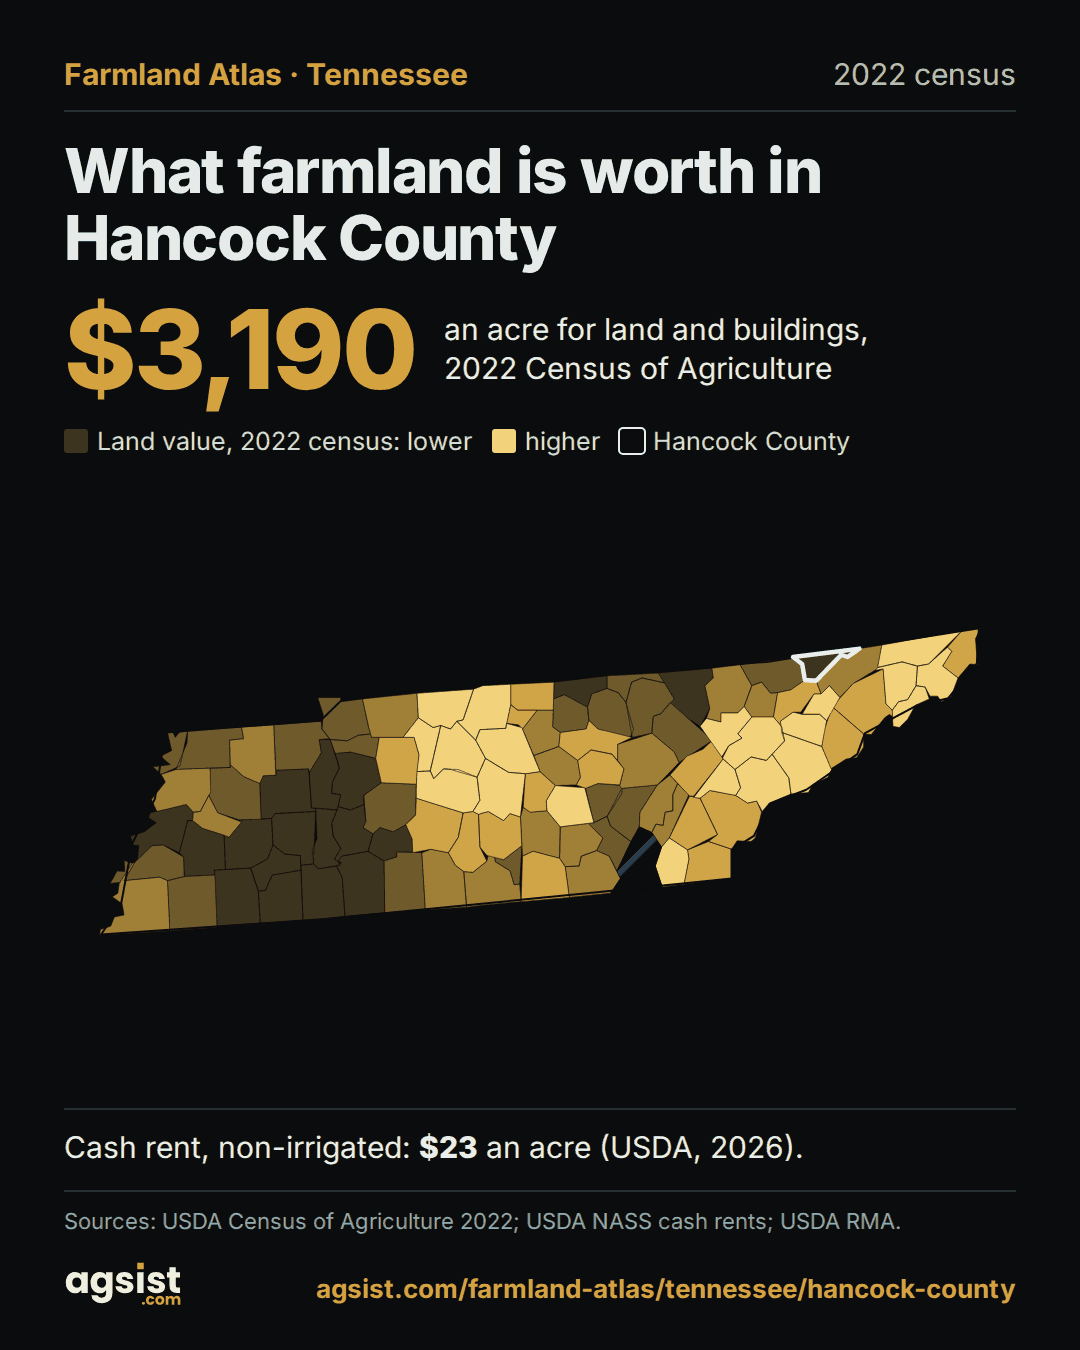 Farmland Atlas · Tennessee
2022 census
What farmland is worth in
Hancock County
$3,190
an acre for land and buildings,
2022 Census of Agriculture
Land value, 2022 census: lower
higher
Hancock County
Cash rent, non-irrigated: $23 an acre (USDA, 2026).
Sources: USDA Census of Agriculture 2022; USDA NASS cash rents; USDA RMA.
agsist
.com
agsist.com/farmland-atlas/tennessee/hancock-county